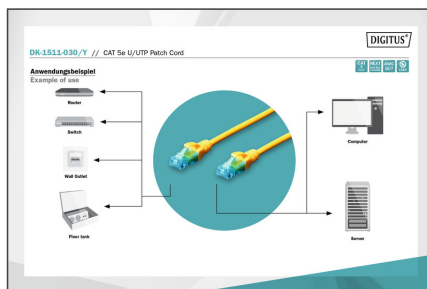 DIGITUS®
DK-1511-030/Y // CAT 5e U/UTP Patch Cord
Anwendungsbeispiel
Example of use
Router
Switch
Wall Outlet
Floor tank
Computer
Server